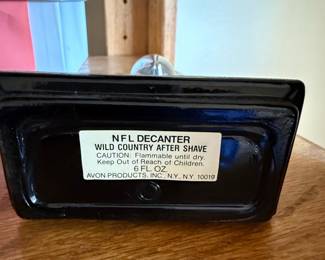 NFL DECANTER
WILD COUNTRY AFTER SHAVE
CAUTION: Flammable until dry.
Keep Out of Reach of Children.
6 FL. OZ.
AVON PRODUCTS, INC., N.Y., N.Y. 10019